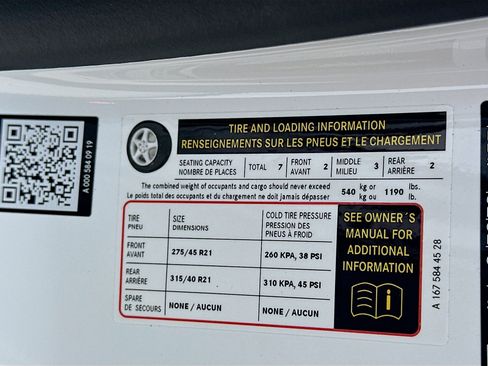 A 000 584 09 19
TIRE AND LOADING INFORMATION
RENSEIGNEMENTS SUR LES PNEUS ET LE CHARGEMENT
SEATING CAPACITY TOTAL 7 FRONT 2 MIDDLE 3 REAR 2
NOMBRE DE PLACES AVANT MILIEU ARRIÈRE
The combined weight of occupants and cargo should never exceed 540 kg or 1190 lbs.
Le poids total des occupants et du chargement ne doit jamais dépasser kg ou lb.
TIRE SIZE COLD TIRE PRESSURE
PNEU DIMENSIONS PRESSION DES
PNEUS À FROID
FRONT
AVANT 275/45 R21 260 KPA, 38 PSI
REAR
ARRIÈRE 315/40 R21 310 KPA, 45 PSI
SPARE
DE SECOURS NONE / AUCUN NONE / AUCUN
SEE OWNER´S
MANUAL FOR
ADDITIONAL
INFORMATION
A 167 584 45 28